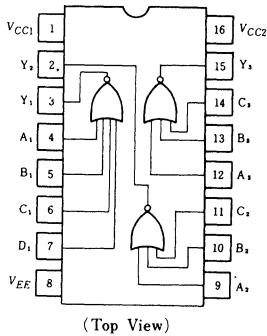 VCC1 1 16 VCC2
Y2 2 15 Y3
Y1 3 14 C3
A1 4 13 B3
B1 5 12 A3
C1 6 11 C2
D1 7 10 B2
VEE 8 9 A2
(Top View)